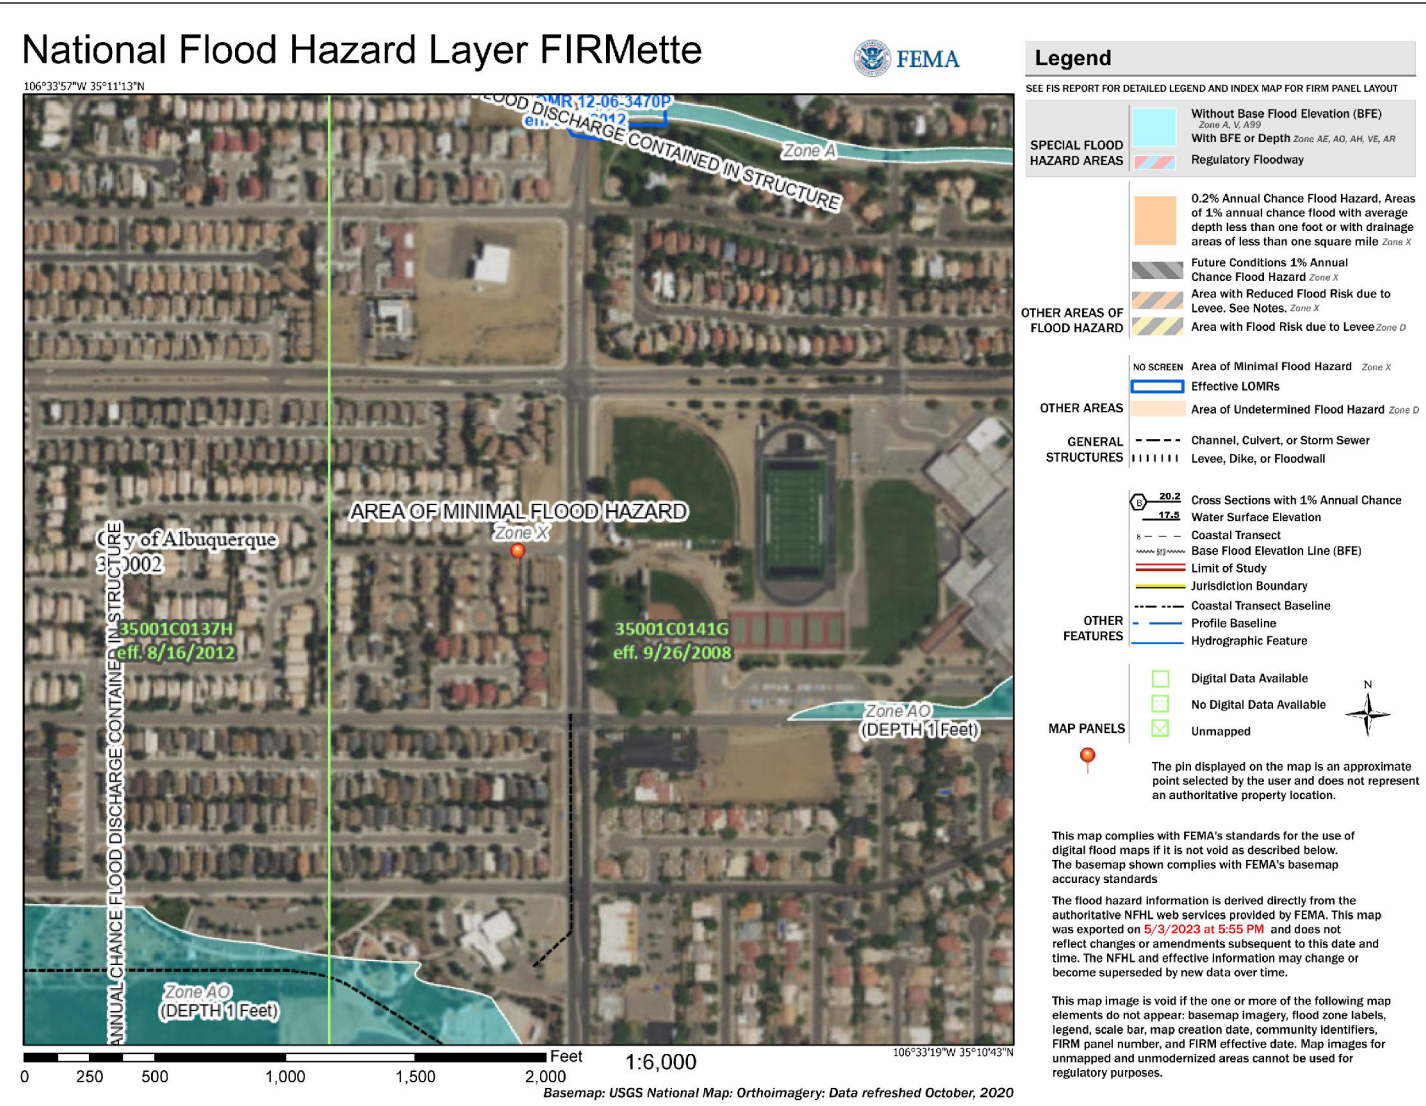 National Flood Hazard Layer FIRMette
FEMA
106°33'57"W 35°11'13"N
OMR 12-06-3470P
eff.
2012
FLOOD DISCHARGE CONTAINED IN STRUCTURE
Zone A
AREA OF MINIMAL FLOOD HAZARD
Zone X
City of Albuquerque
0002
35001C0137H
eff. 8/16/2012
35001C0141G
eff. 9/26/2008
ANNUAL CHANCE FLOOD DISCHARGE CONTAINED IN STRUCTURE
Zone AO
(DEPTH 1 Feet)
Zone AO
(DEPTH 1 Feet)
106°33'19"W 35°10'43"N
Feet
1:6,000
0 250 500 1,000 1,500 2,000
Basemap: USGS National Map: Orthoimagery: Data refreshed October, 2020
Legend
SEE FIS REPORT FOR DETAILED LEGEND AND INDEX MAP FOR FIRM PANEL LAYOUT
SPECIAL FLOOD
HAZARD AREAS
Without Base Flood Elevation (BFE)
Zone A, V, A99
With BFE or Depth Zone AE, AO, AH, VE, AR
Regulatory Floodway
0.2% Annual Chance Flood Hazard, Areas
of 1% annual chance flood with average
depth less than one foot or with drainage
areas of less than one square mile Zone X
Future Conditions 1% Annual
Chance Flood Hazard Zone X
Area with Reduced Flood Risk due to
Levee. See Notes. Zone X
Area with Flood Risk due to Levee Zone D
OTHER AREAS OF
FLOOD HAZARD
NO SCREEN Area of Minimal Flood Hazard Zone X
Effective LOMRs
OTHER AREAS
Area of Undetermined Flood Hazard Zone D
GENERAL
STRUCTURES
Channel, Culvert, or Storm Sewer
Levee, Dike, or Floodwall
B 20.2 Cross Sections with 1% Annual Chance
17.5 Water Surface Elevation
8 Coastal Transect
513 Base Flood Elevation Line (BFE)
Limit of Study
Jurisdiction Boundary
Coastal Transect Baseline
OTHER
FEATURES
Profile Baseline
Hydrographic Feature
Digital Data Available
No Digital Data Available
Unmapped
MAP PANELS
N
The pin displayed on the map is an approximate
point selected by the user and does not represent
an authoritative property location.
This map complies with FEMA's standards for the use of
digital flood maps if it is not void as described below.
The basemap shown complies with FEMA's basemap
accuracy standards
The flood hazard information is derived directly from the
authoritative NFHL web services provided by FEMA. This map
was exported on 5/3/2023 at 5:55 PM and does not
reflect changes or amendments subsequent to this date and
time. The NFHL and effective information may change or
become superseded by new data over time.
This map image is void if the one or more of the following map
elements do not appear: basemap imagery, flood zone labels,
legend, scale bar, map creation date, community identifiers,
FIRM panel number, and FIRM effective date. Map images for
unmapped and unmodernized areas cannot be used for
regulatory purposes.